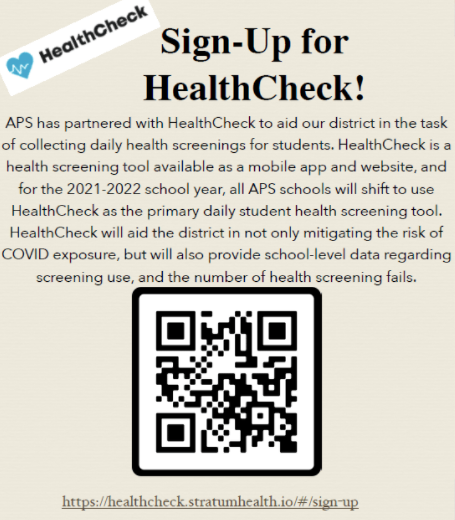 HealthCheck
Sign-Up for
HealthCheck!
APS has partnered with HealthCheck to aid our district in the task
of collecting daily health screenings for students. HealthCheck is a
health screening tool available as a mobile app and website, and
for the 2021-2022 school year, all APS schools will shift to use
HealthCheck as the primary daily student health screening tool.
HealthCheck will aid the district in not only mitigating the risk of
COVID exposure, but will also provide school-level data regarding
screening use, and the number of health screening fails.
https://healthcheck.stratumhealth.io/#/sign-up